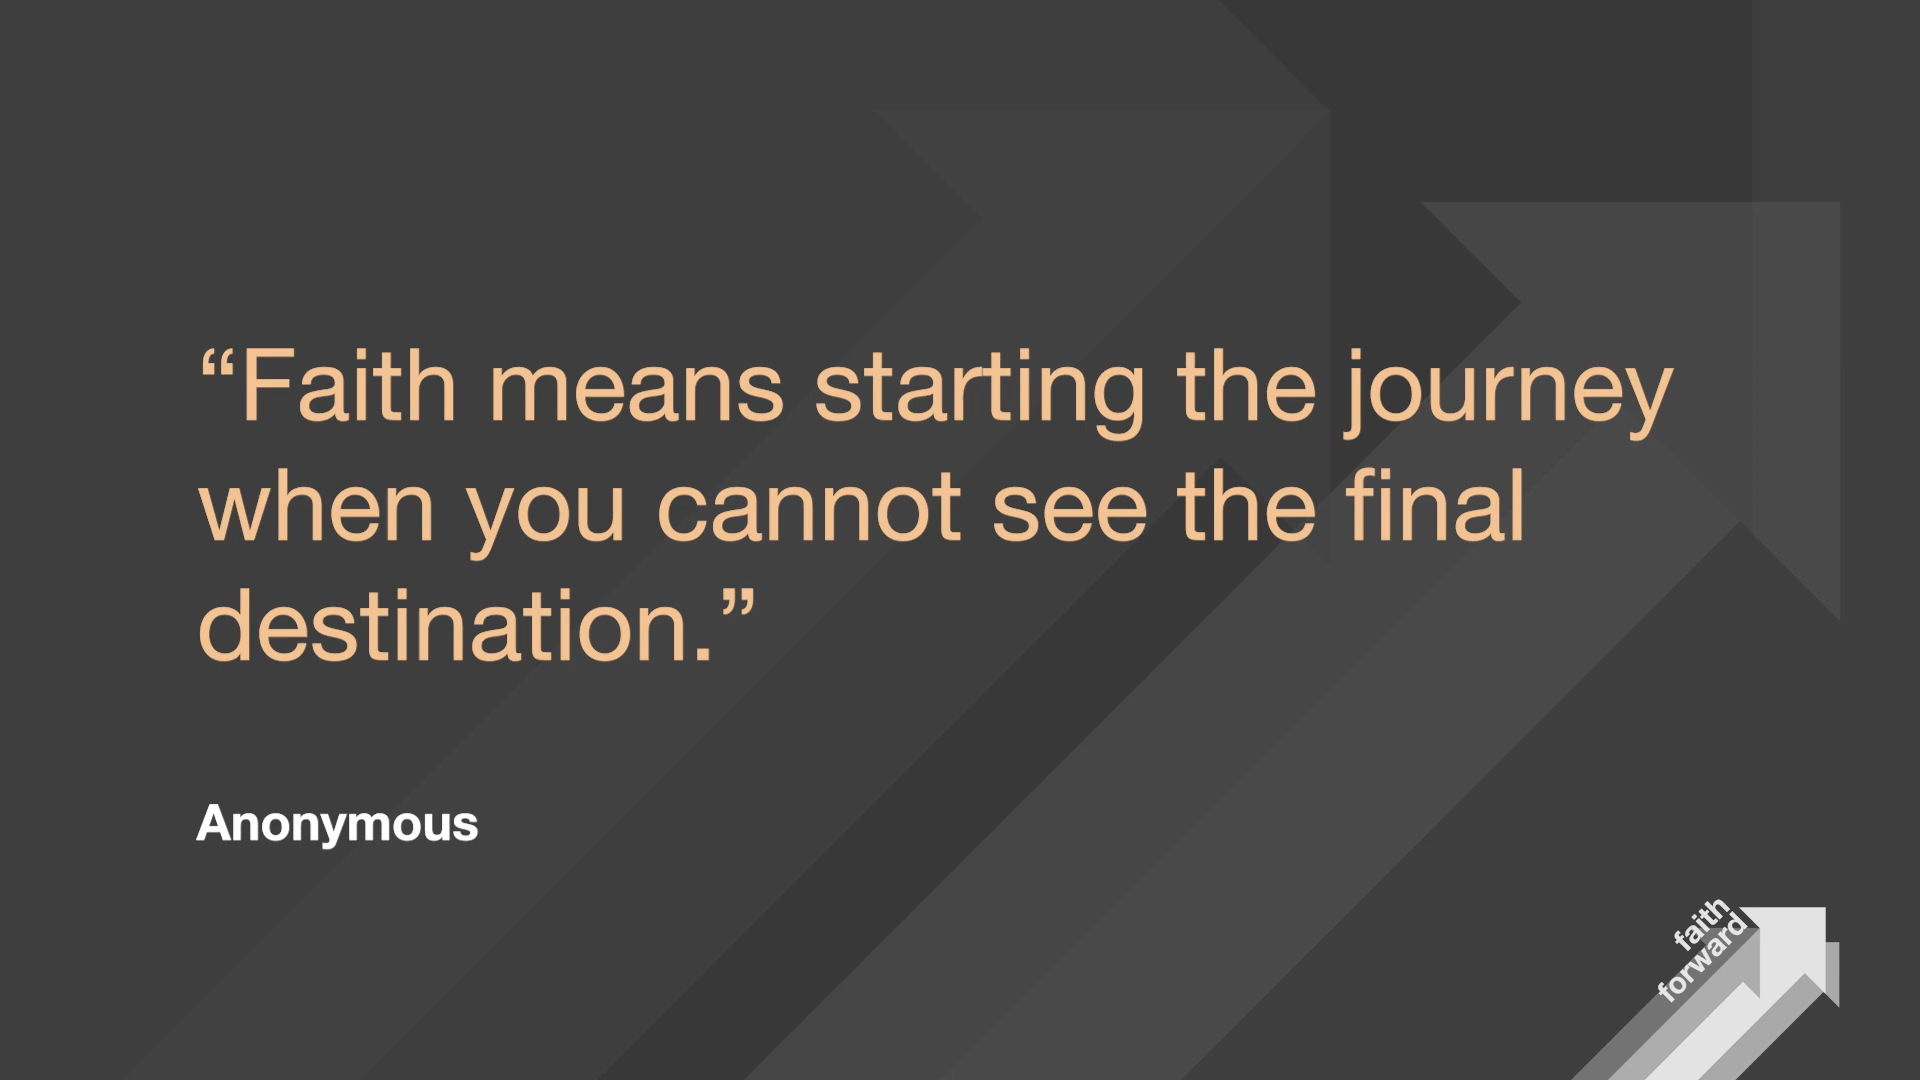 “Faith means starting the journey
when you cannot see the final
destination.”
Anonymous
faith
forward